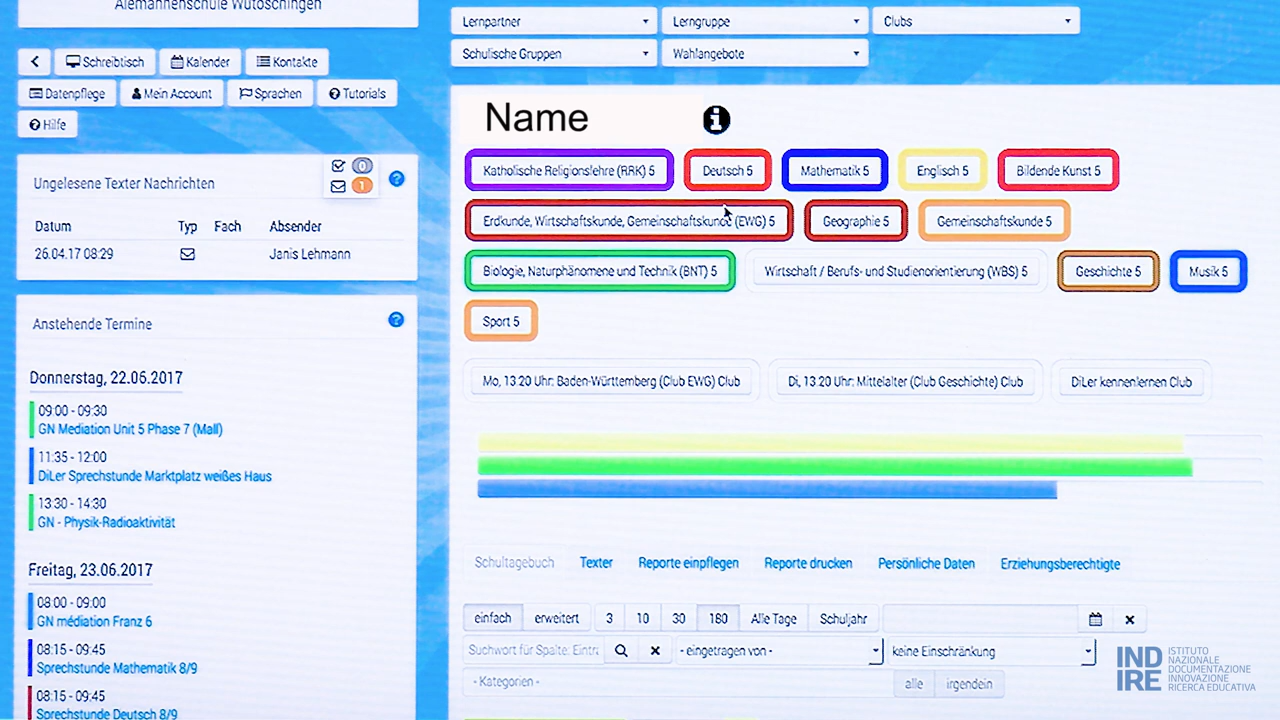 Alemannenschule Wutöschingen
Schreibtisch Kalender Kontakte
Datenpflege Mein Account Sprachen Tutorials
Hilfe
Ungelesene Texter Nachrichten
0
1
Datum Typ Fach Absender
26.04.17 08:29 Janis Lehmann
Anstehende Termine
Donnerstag, 22.06.2017
09:00 - 09:30
GN Mediation Unit 5 Phase 7 (Mall)
11:35 - 12:00
DiLer Sprechstunde Marktplatz weißes Haus
13:30 - 14:30
GN - Physik-Radioaktivität
Freitag, 23.06.2017
08:00 - 09:00
GN médiation Franz 6
08:15 - 09:45
Sprechstunde Mathematik 8/9
08:15 - 09:45
Sprechstunde Deutsch 8/9
Lernpartner Lerngruppe Clubs
Schulische Gruppen Wahlangebote
Name
Katholische Religionslehre (RRK) 5 Deutsch 5 Mathematik 5 Englisch 5 Bildende Kunst 5
Erdkunde, Wirtschaftskunde, Gemeinschaftskunde (EWG) 5 Geographie 5 Gemeinschaftskunde 5
Biologie, Naturphänomene und Technik (BNT) 5 Wirtschaft / Berufs- und Studienorientierung (WBS) 5 Geschichte 5 Musik 5
Sport 5
Mo, 13 20 Uhr: Baden-Württemberg (Club EWG) Club Di, 13 20 Uhr: Mittelalter (Club Geschichte) Club DiLer kennenlernen Club
Schultagebuch Texter Reporte einpflegen Reporte drucken Persönliche Daten Erziehungsberechtigte
einfach erweitert 3 10 30 180 Alle Tage Schuljahr
Suchwort für Spalte: Eintra - eingetragen von - keine Einschränkung
- Kategorien - alle irgendein
INDIRE
ISTITUTO
NAZIONALE
DOCUMENTAZIONE
INNOVAZIONE
RICERCA EDUCATIVA